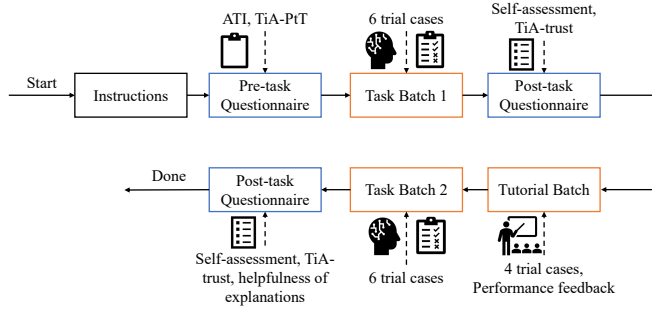 ATI, TiA-PtT
6 trial cases
Self-assessment,
TiA-trust
Start
Instructions
Pre-task
Questionnaire
Task Batch 1
Post-task
Questionnaire
Done
Post-task
Questionnaire
Task Batch 2
Tutorial Batch
Self-assessment, TiA-
trust, helpfulness of
explanations
6 trial cases
4 trial cases,
Performance feedback